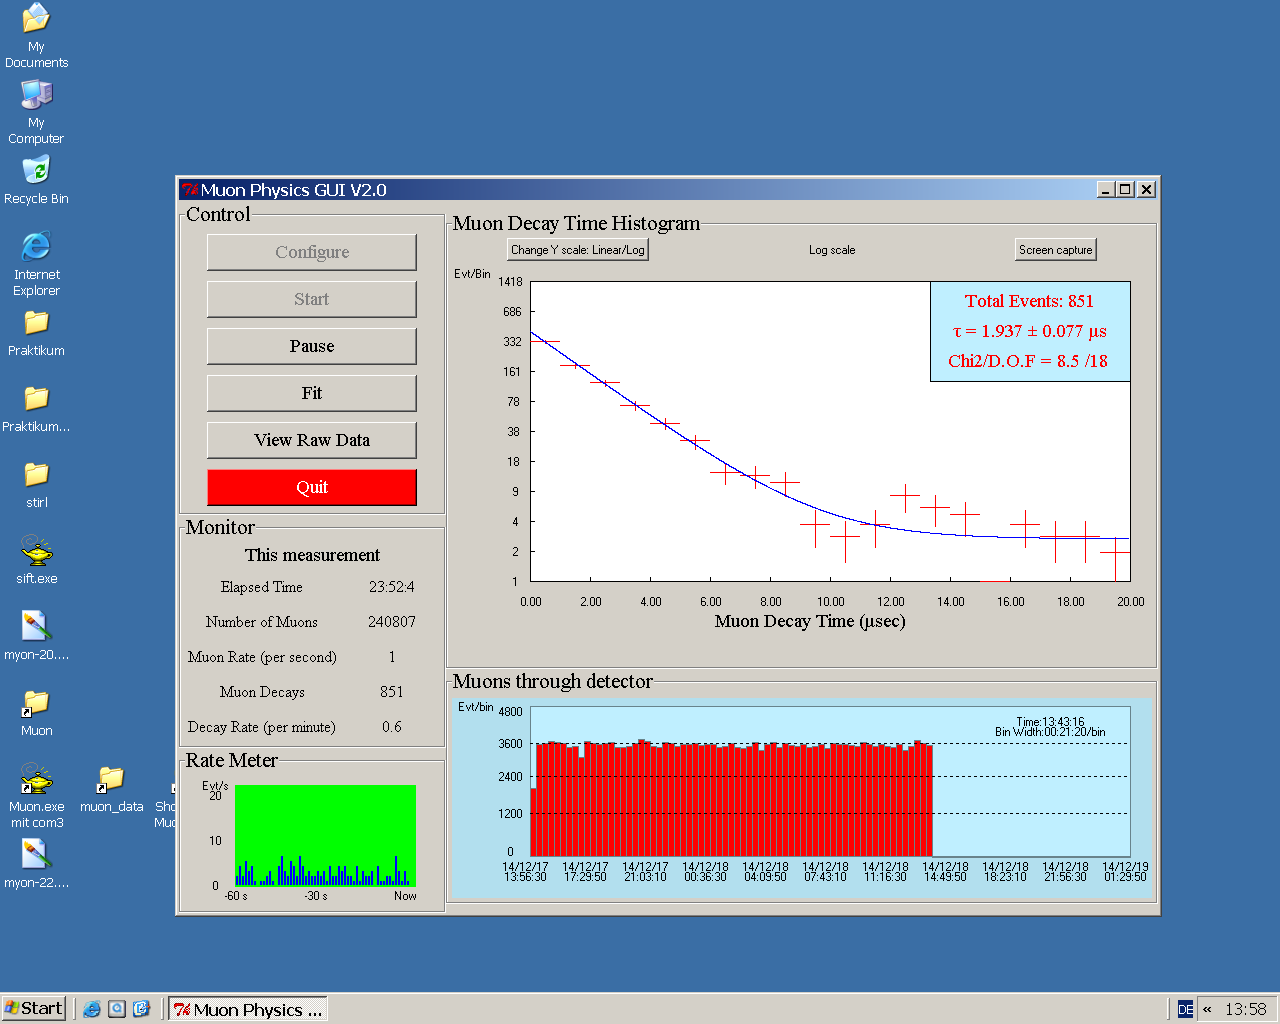 My
Documents
My
Computer
Recycle Bin
Internet
Explorer
Praktikum
Praktikum...
stirl
sift.exe
myon-20....
Muon
Muon.exe
mit com3
muon_data
Sho
Muo
myon-22....
Muon Physics GUI V2.0
Control
Configure
Start
Pause
Fit
View Raw Data
Quit
Monitor
This measurement
Elapsed Time 23:52:4
Number of Muons 240807
Muon Rate (per second) 1
Muon Decays 851
Decay Rate (per minute) 0.6
Rate Meter
Evt/s
20
10
0
-60 s -30 s Now
Muon Decay Time Histogram
Change Y scale: Linear/Log Log scale Screen capture
Evt/Bin
1418
686
332
161
78
38
18
9
4
2
1
Total Events: 851
τ = 1.937 ± 0.077 µs
Chi2/D.O.F = 8.5 /18
0.00 2.00 4.00 6.00 8.00 10.00 12.00 14.00 16.00 18.00 20.00
Muon Decay Time (µsec)
Muons through detector
Evt/bin
4800
3600
2400
1200
0
Time:13:43:16
Bin Width:00:21:20/bin
14/12/17 14/12/17 14/12/17 14/12/18 14/12/18 14/12/18 14/12/18 14/12/18 14/12/18 14/12/18 14/12/19
13:56:30 17:29:50 21:03:10 00:36:30 04:09:50 07:43:10 11:16:30 14:49:50 18:23:10 21:56:30 01:29:50
Start
Muon Physics ...
DE
«
13:58